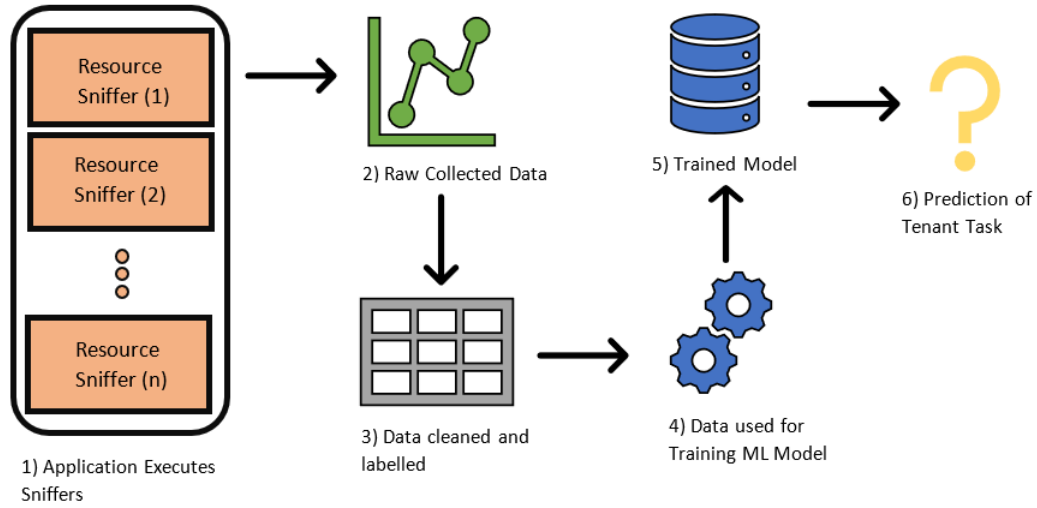 Resource
Sniffer (1)
Resource
Sniffer (2)
Resource
Sniffer (n)
1) Application Executes
Sniffers
2) Raw Collected Data
3) Data cleaned and
labelled
4) Data used for
Training ML Model
5) Trained Model
6) Prediction of
Tenant Task